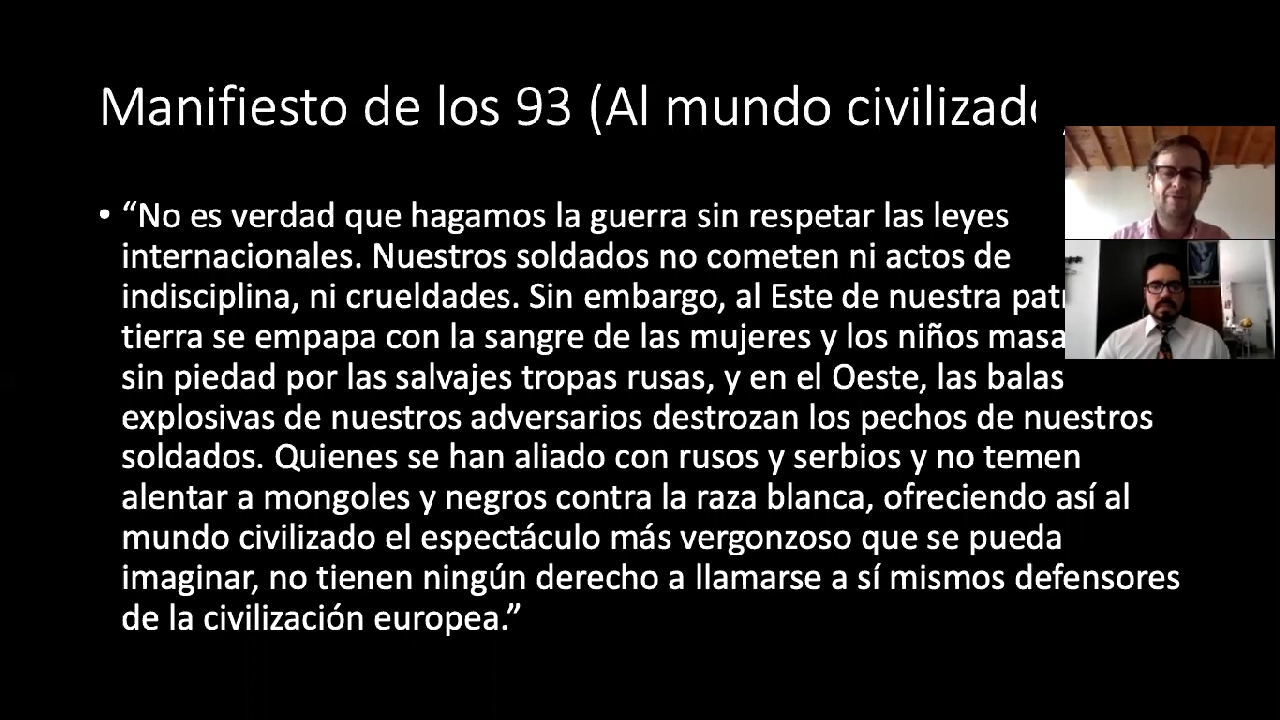 Manifiesto de los 93 (Al mundo civilizado
• “No es verdad que hagamos la guerra sin respetar las leyes
internacionales. Nuestros soldados no cometen ni actos de
indisciplina, ni crueldades. Sin embargo, al Este de nuestra
tierra se empapa con la sangre de las mujeres y los niños
sin piedad por las salvajes tropas rusas, y en el Oeste, las balas
explosivas de nuestros adversarios destrozan los pechos de nuestros
soldados. Quienes se han aliado con rusos y serbios y no temen
alentar a mongoles y negros contra la raza blanca, ofreciendo así al
mundo civilizado el espectáculo más vergonzoso que se pueda
imaginar, no tienen ningún derecho a llamarse a sí mismos defensores
de la civilización europea.”